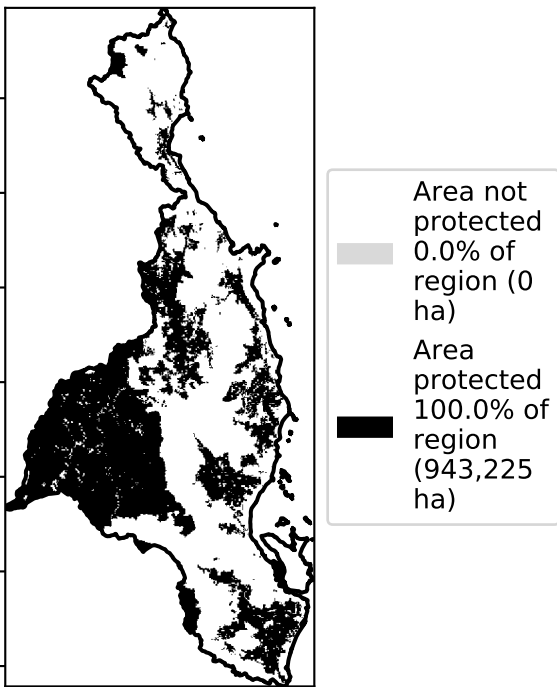 Area not
protected
0.0% of
region (0
ha)
Area
protected
100.0% of
region
(943,225
ha)